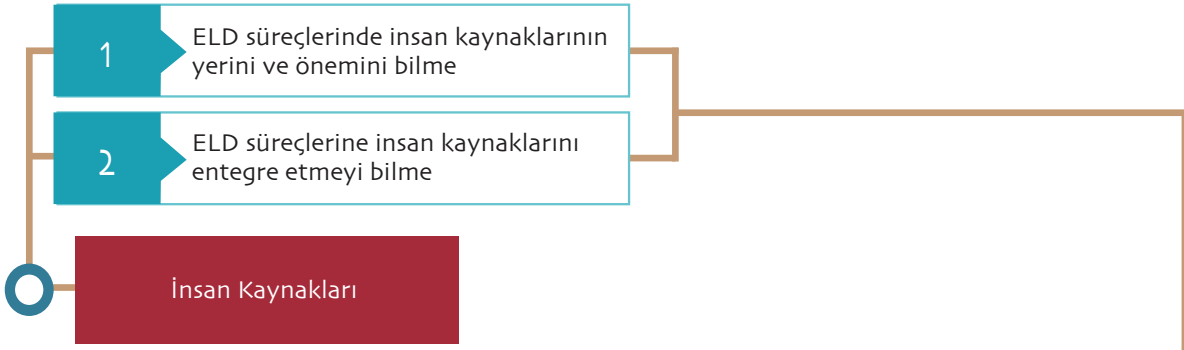 1
ELD süreçlerinde insan kaynaklarının
yerini ve önemini bilme
2
ELD süreçlerine insan kaynaklarını
entegre etmeyi bilme
İnsan Kaynakları